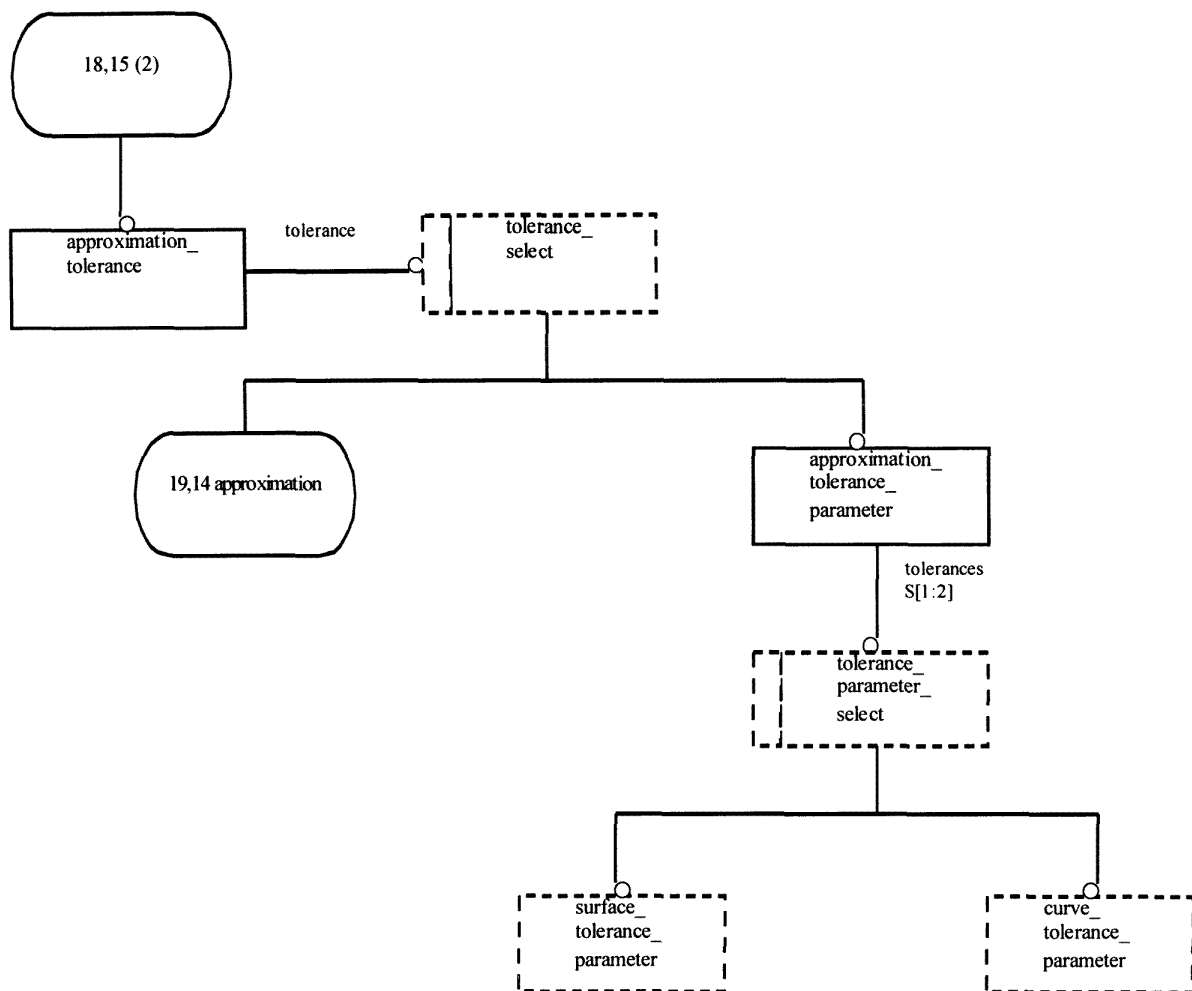 18,15 (2)
approximation_
tolerance
tolerance
tolerance_
select
19,14 approximation
approximation_
tolerance_
parameter
tolerances
S[1:2]
tolerance_
parameter_
select
surface_
tolerance_
parameter
curve_
tolerance_
parameter